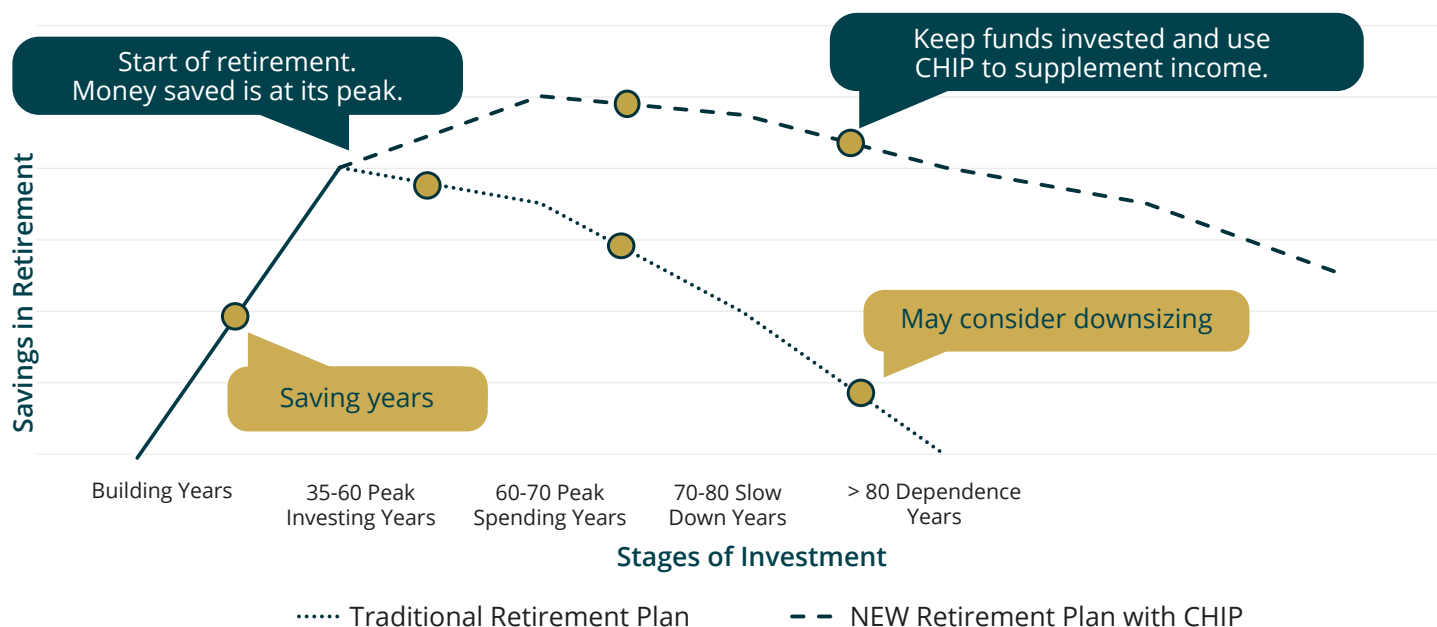 Start of retirement.
Money saved is at its peak.
Keep funds invested and use
CHIP to supplement income.
Savings in Retirement
May consider downsizing
Saving years
Building Years
35-60 Peak
Investing Years
60-70 Peak
Spending Years
70-80 Slow
Down Years
> 80 Dependence
Years
Stages of Investment
Traditional Retirement Plan
NEW Retirement Plan with CHIP